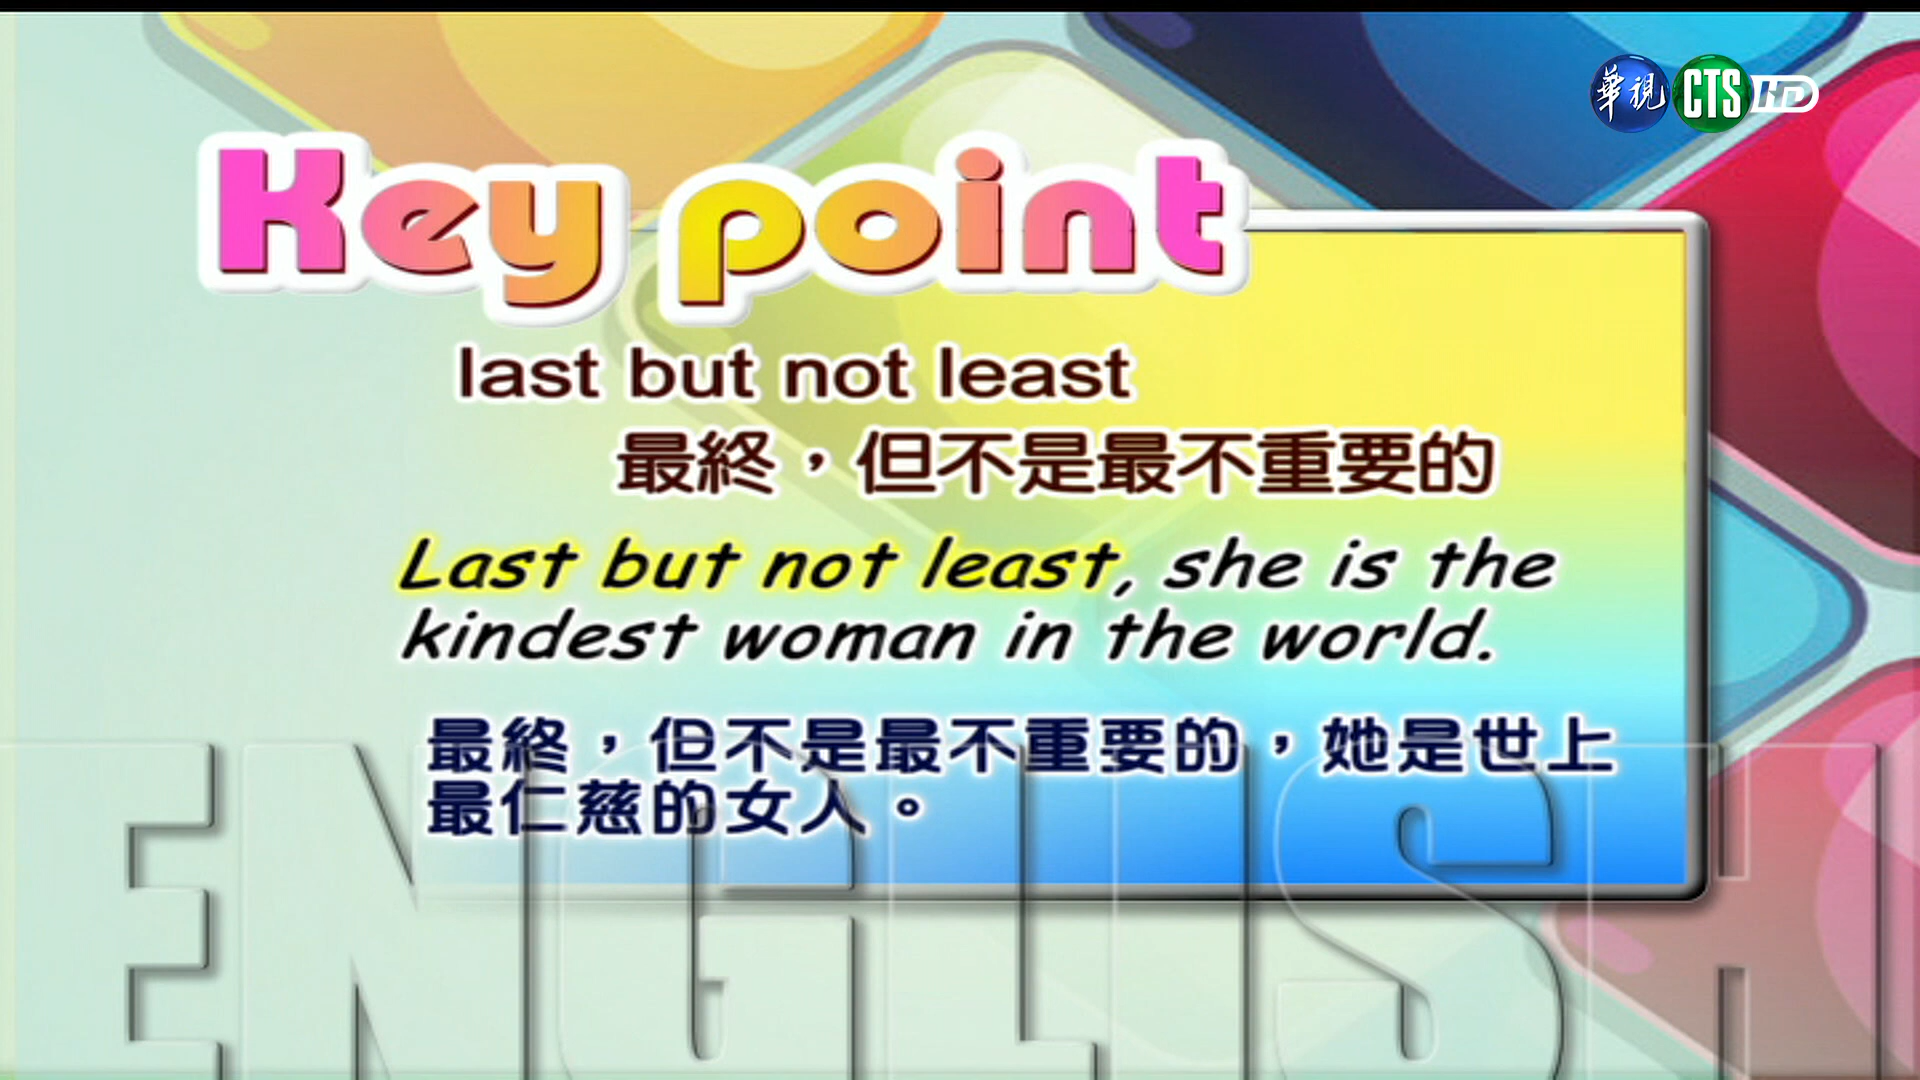 華視 CTS HD
Key point
last but not least
最終，但不是最不重要的
Last but not least, she is the
kindest woman in the world.
最終，但不是最不重要的，她是世上
最仁慈的女人。
ENGLISH